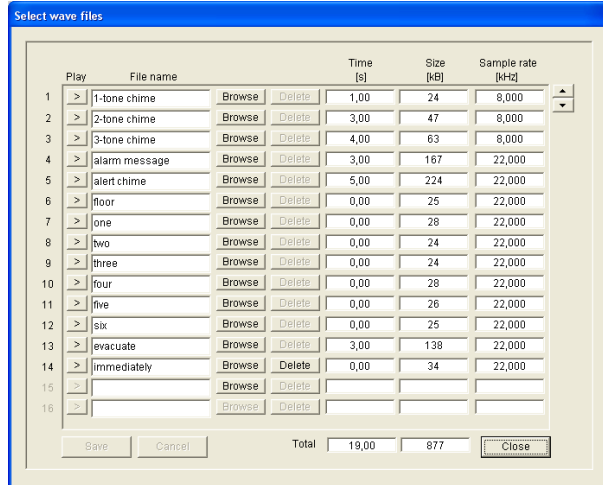 Select wave files
Time Size Sample rate
Play File name [s] [kB] [kHz]
1 > 1-tone chime Browse Delete 1,00 24 8,000
2 > 2-tone chime Browse Delete 3,00 47 8,000
3 > 3-tone chime Browse Delete 4,00 63 8,000
4 > alarm message Browse Delete 3,00 167 22,000
5 > alert chime Browse Delete 5,00 224 22,000
6 > floor Browse Delete 0,00 25 22,000
7 > one Browse Delete 0,00 28 22,000
8 > two Browse Delete 0,00 24 22,000
9 > three Browse Delete 0,00 24 22,000
10 > four Browse Delete 0,00 28 22,000
11 > five Browse Delete 0,00 26 22,000
12 > six Browse Delete 0,00 25 22,000
13 > evacuate Browse Delete 3,00 138 22,000
14 > immediately Browse Delete 0,00 34 22,000
15 > Browse Delete
16 > Browse Delete
Save Cancel Total 19,00 877 Close